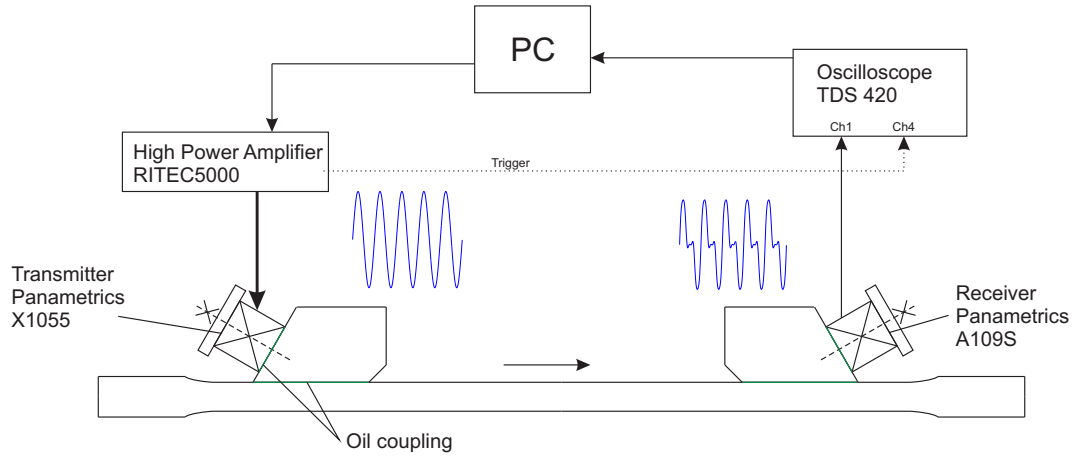 PC
Oscilloscope
TDS 420
Ch1
Ch4
High Power Amplifier
RITEC5000
Trigger
Transmitter
Panametrics
X1055
Receiver
Panametrics
A109S
Oil coupling